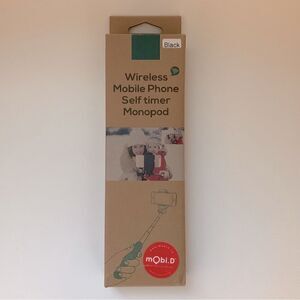 Black
Wireless
Mobile Phone
Self timer
Monopod
mObi.D